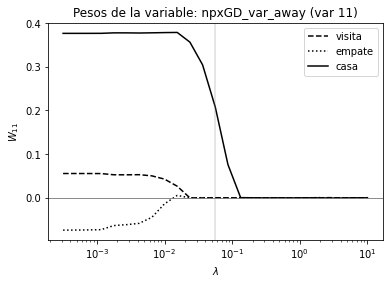 Pesos de la variable: npxGD_var_away (var 11)
visita
empate
casa
0.4
0.3
0.2
0.1
0.0
W₁₁
10⁻³ 10⁻² 10⁻¹ 10⁰ 10¹
λ